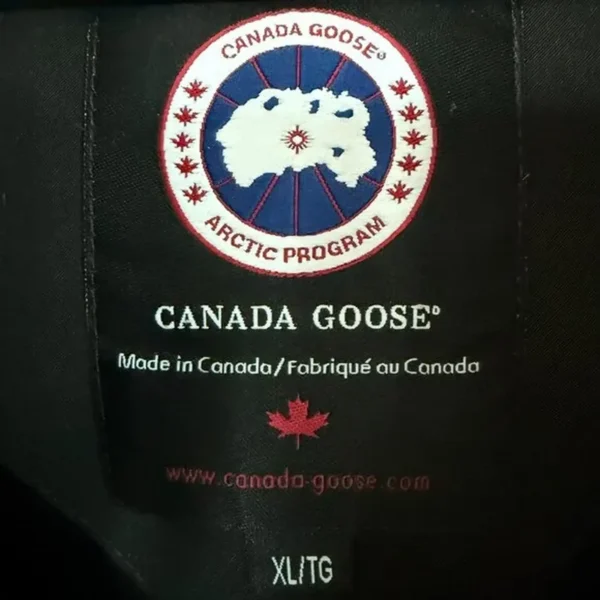 CANADA GOOSE®
ARCTIC PROGRAM
CANADA GOOSE®
Made in Canada/Fabriqué au Canada
www.canada-goose.com
XL/TG